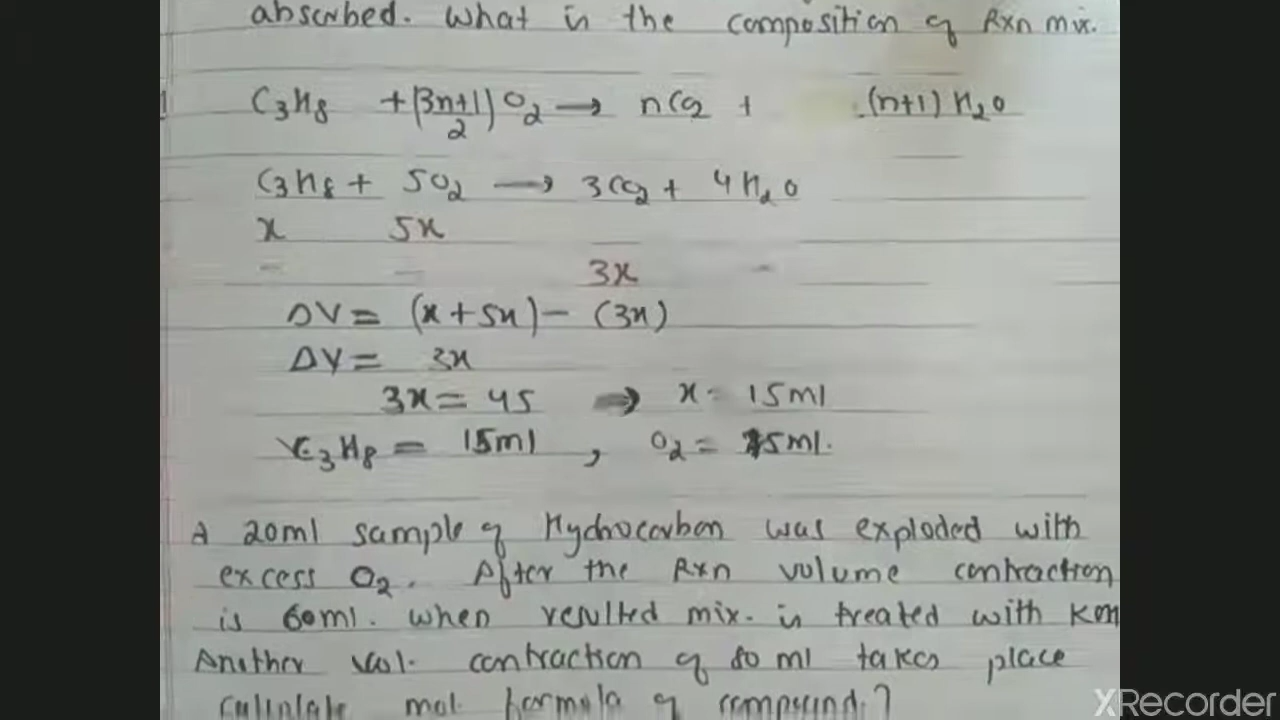 absorbed. What is the composition of Rxn mix.
C₃H₈ + (3n+1)/2 O₂ → nCO₂ + (n+1) H₂O
C₃H₈ + 5O₂ → 3CO₂ + 4H₂O
x 5x
- - 3x -
ΔV = (x + 5x) - (3x)
ΔV = 3x
3x = 45 ⇒ x = 15ml
C₃H₈ = 15ml , O₂ = 75ml.
A 20ml sample of Hydrocarbon was exploded with
excess O₂. After the Rxn volume contraction
is 60ml. when resulted mix. is treated with KOH
Another vol. contraction of 80 ml takes place
calculate mol. formula of compound.?
XRecorder